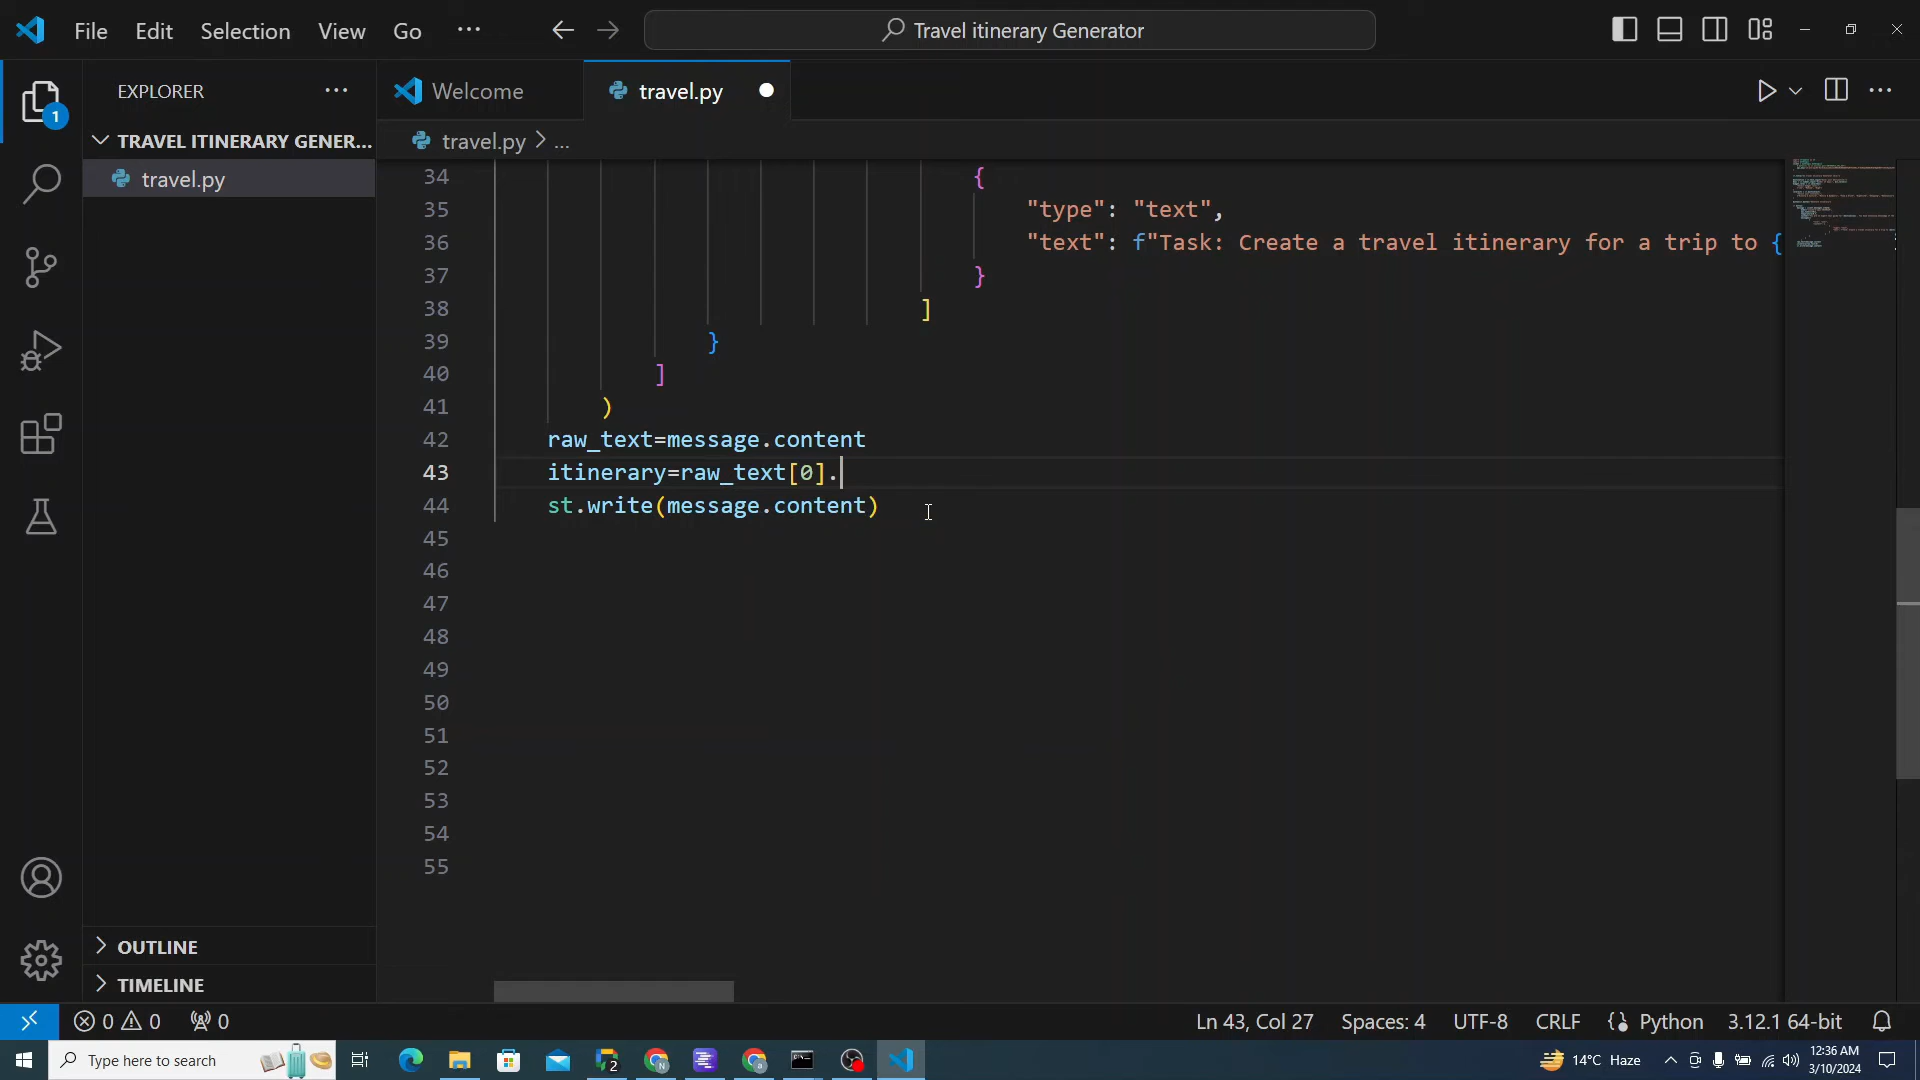 File Edit Selection View Go ··· Travel itinerary Generator
EXPLORER ···
Welcome travel.py
TRAVEL ITINERARY GENER...
travel.py
travel.py > ...
34 {
35 "type": "text",
36 "text": f"Task: Create a travel itinerary for a trip to {
37 }
38 ]
39 }
40 ]
41 )
42 raw_text=message.content
43 itinerary=raw_text[0].
44 st.write(message.content)
45
46
47
48
49
50
51
52
53
54
55
1
OUTLINE
TIMELINE
0 0 0 Ln 43, Col 27 Spaces: 4 UTF-8 CRLF {} Python 3.12.1 64-bit
Type here to search 2 14°C Haze 12:36 AM
3/10/2024